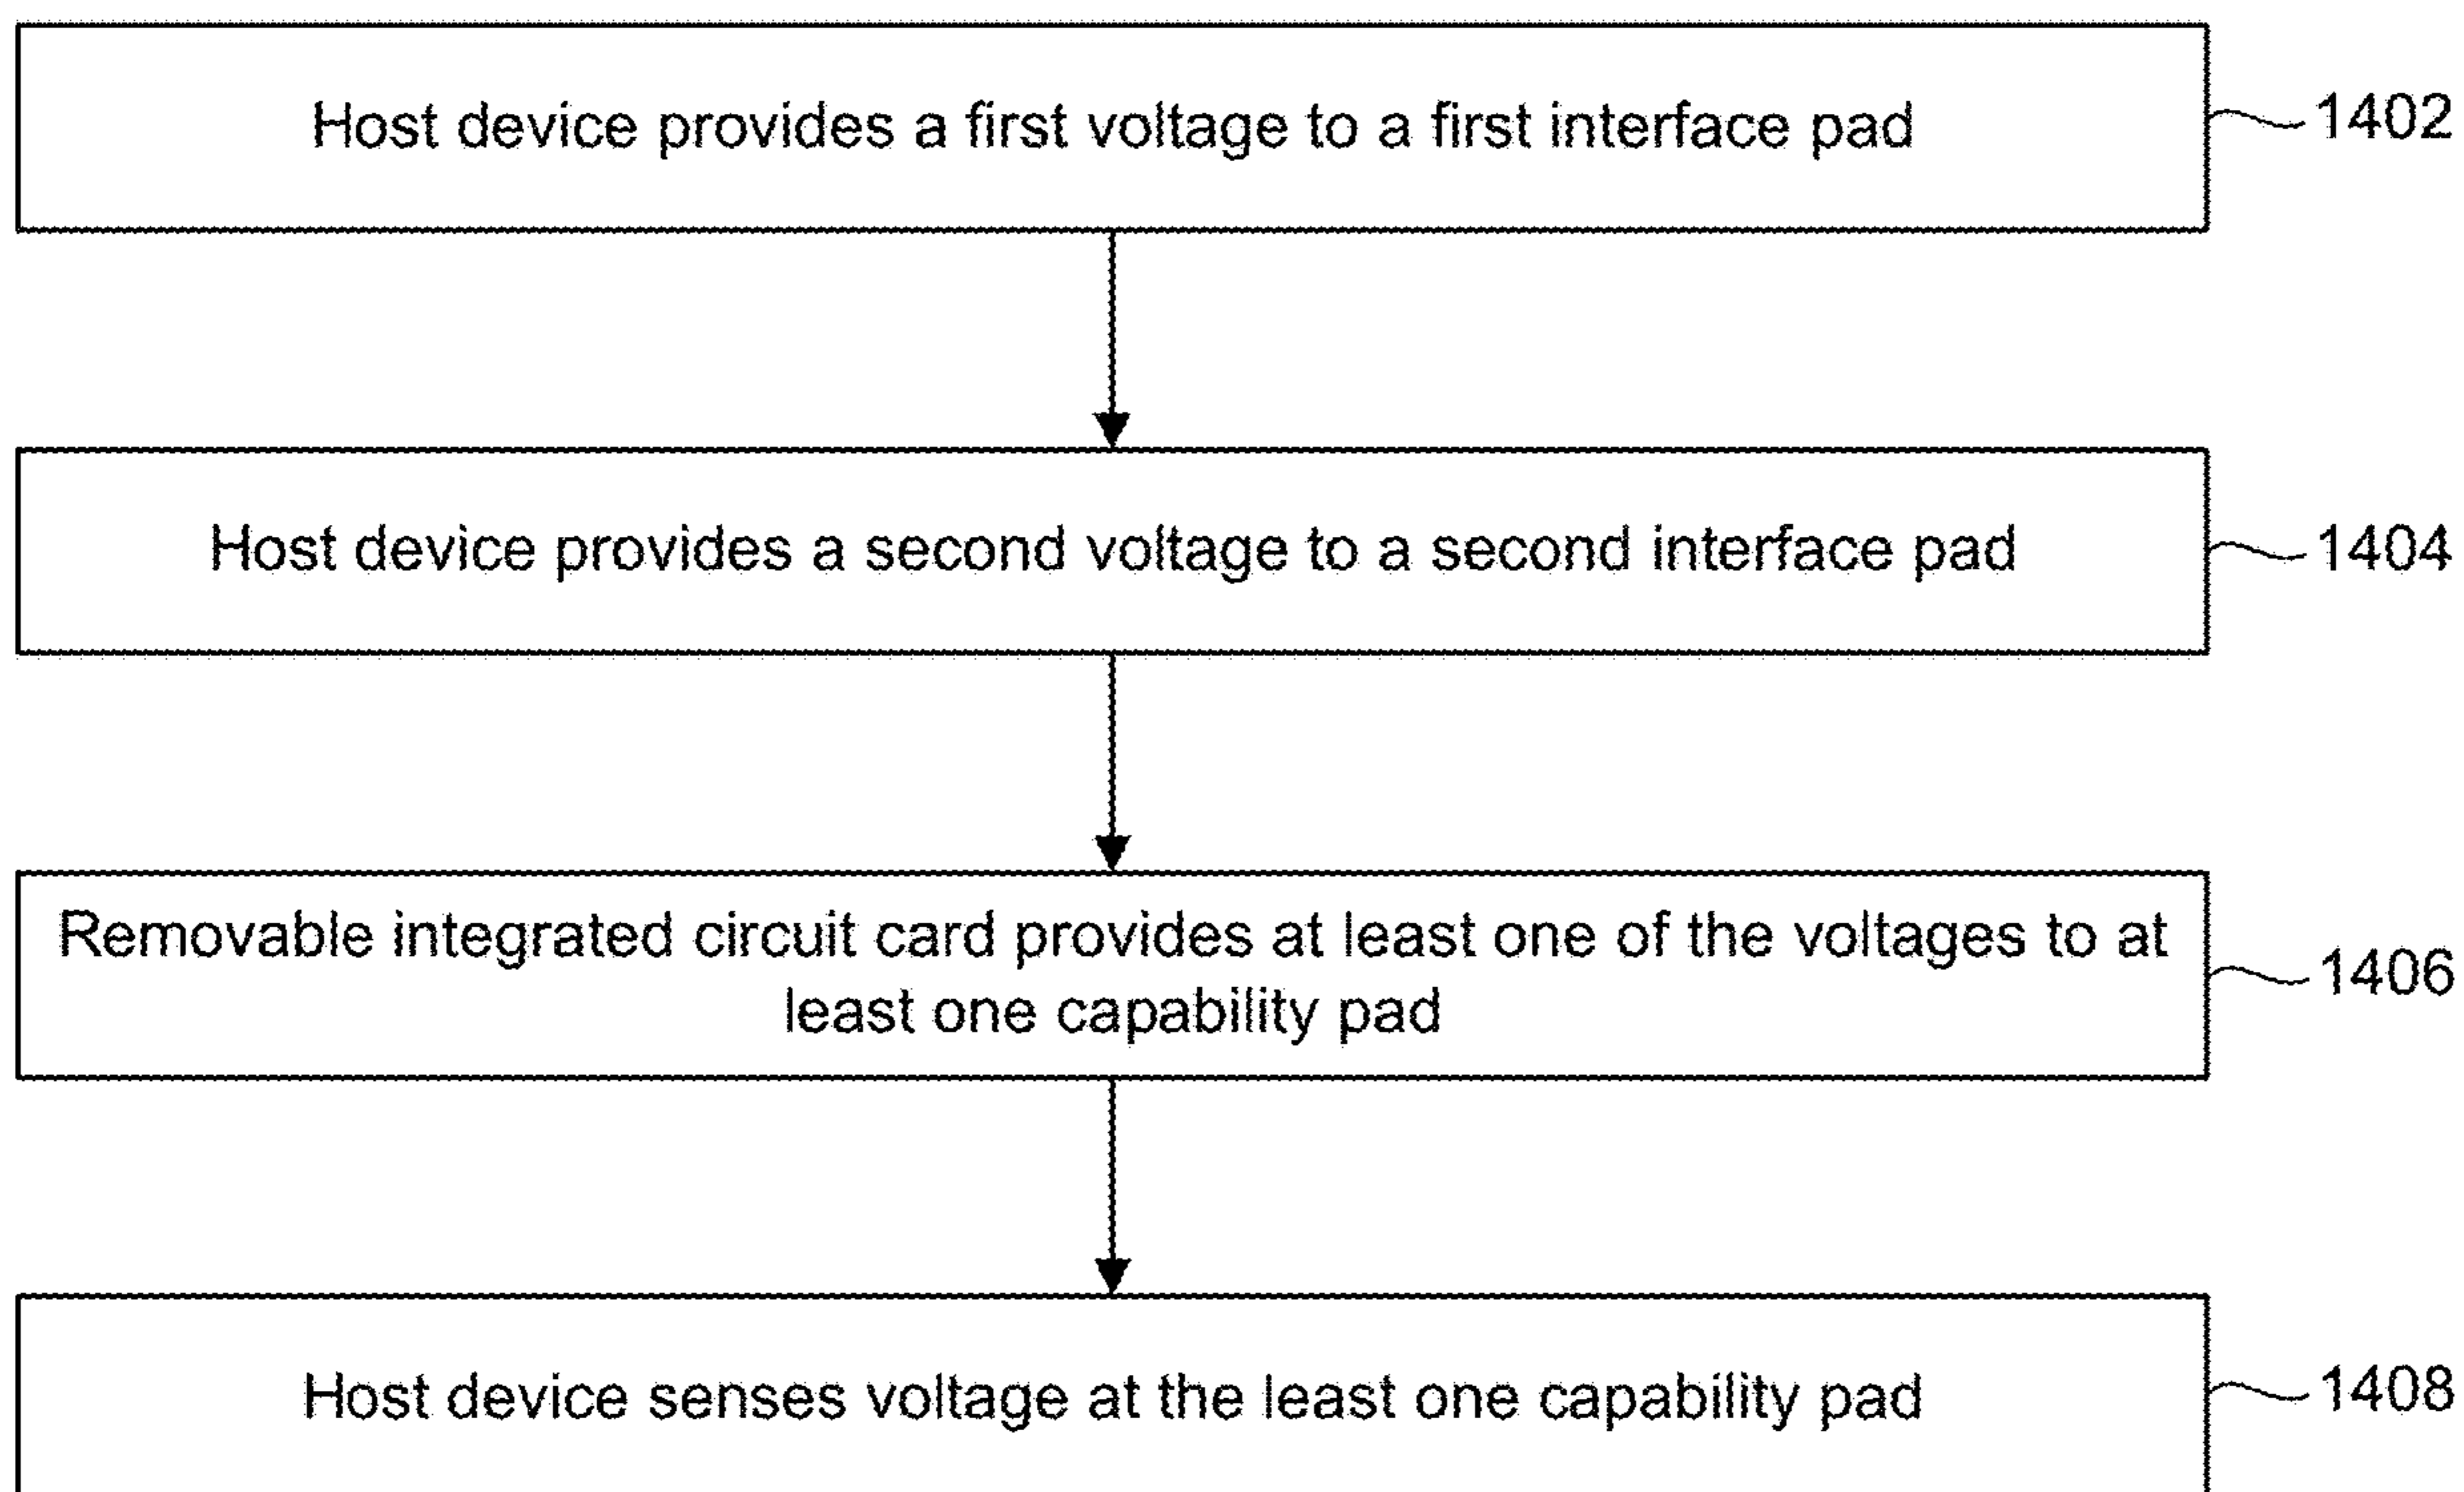 Host device provides a first voltage to a first interface pad
1402
Host device provides a second voltage to a second interface pad
1404
Removable integrated circuit card provides at least one of the voltages to at
least one capability pad
1406
Host device senses voltage at the least one capability pad
1408